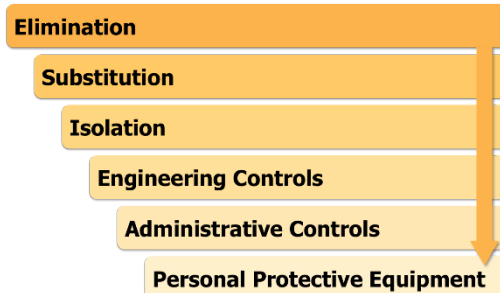 Elimination
Substitution
Isolation
Engineering Controls
Administrative Controls
Personal Protective Equipment